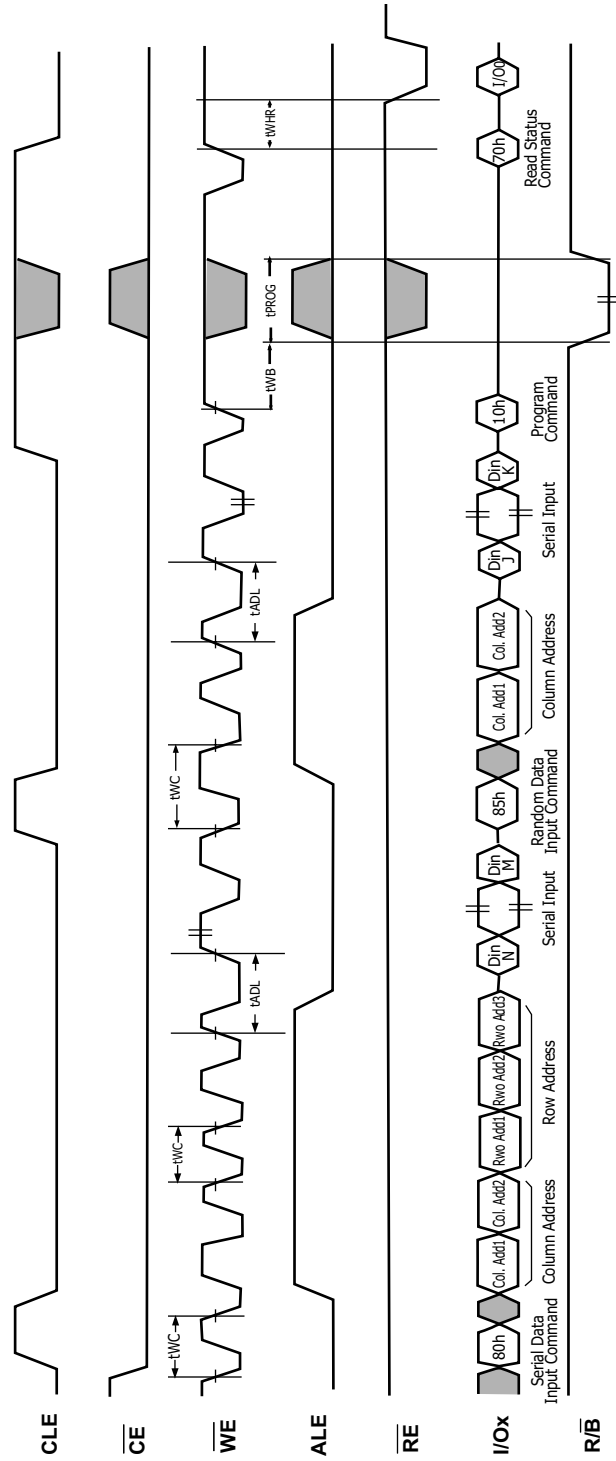 CLE
CE
WE
tWC
tWC
tADL
tWC
tADL
tWB
tPROG
tWHR
ALE
RE
I/Ox
80h
Col. Add1
Col. Add2
Rwo Add1
Rwo Add2
Rwo Add3
Din
N
Din
M
85h
Col. Add1
Col. Add2
Din
J
Din
K
10h
70h
I/O0
Serial Data
Input Command
Column Address
Row Address
Serial Input
Random Data
Input Command
Column Address
Serial Input
Program
Command
Read Status
Command
R/B